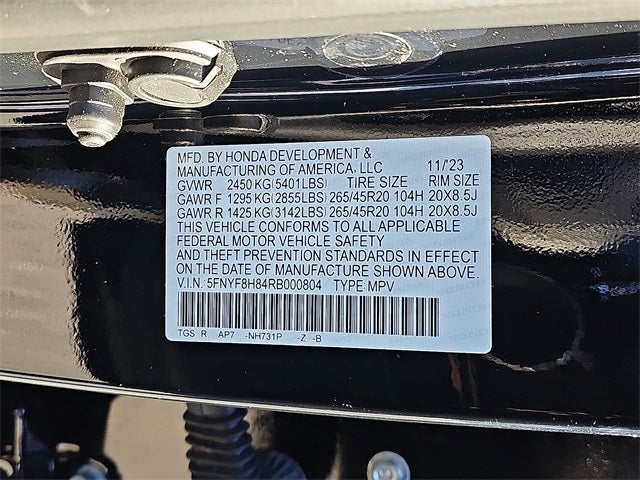 MFD. BY HONDA DEVELOPMENT &
MANUFACTURING OF AMERICA, LLC 11/23
GVWR 2450 KG(5401LBS) TIRE SIZE RIM SIZE
GAWR F 1295 KG(2855LBS) 265/45R20 104H 20X8.5J
GAWR R 1425 KG(3142LBS) 265/45R20 104H 20X8.5J
THIS VEHICLE CONFORMS TO ALL APPLICABLE
FEDERAL MOTOR VEHICLE SAFETY
AND THEFT PREVENTION STANDARDS IN EFFECT
ON THE DATE OF MANUFACTURE SHOWN ABOVE.
V.I.N.: 5FNYF8H84RB000804 TYPE: MPV
TGS R AP7 -NH731P -Z -B